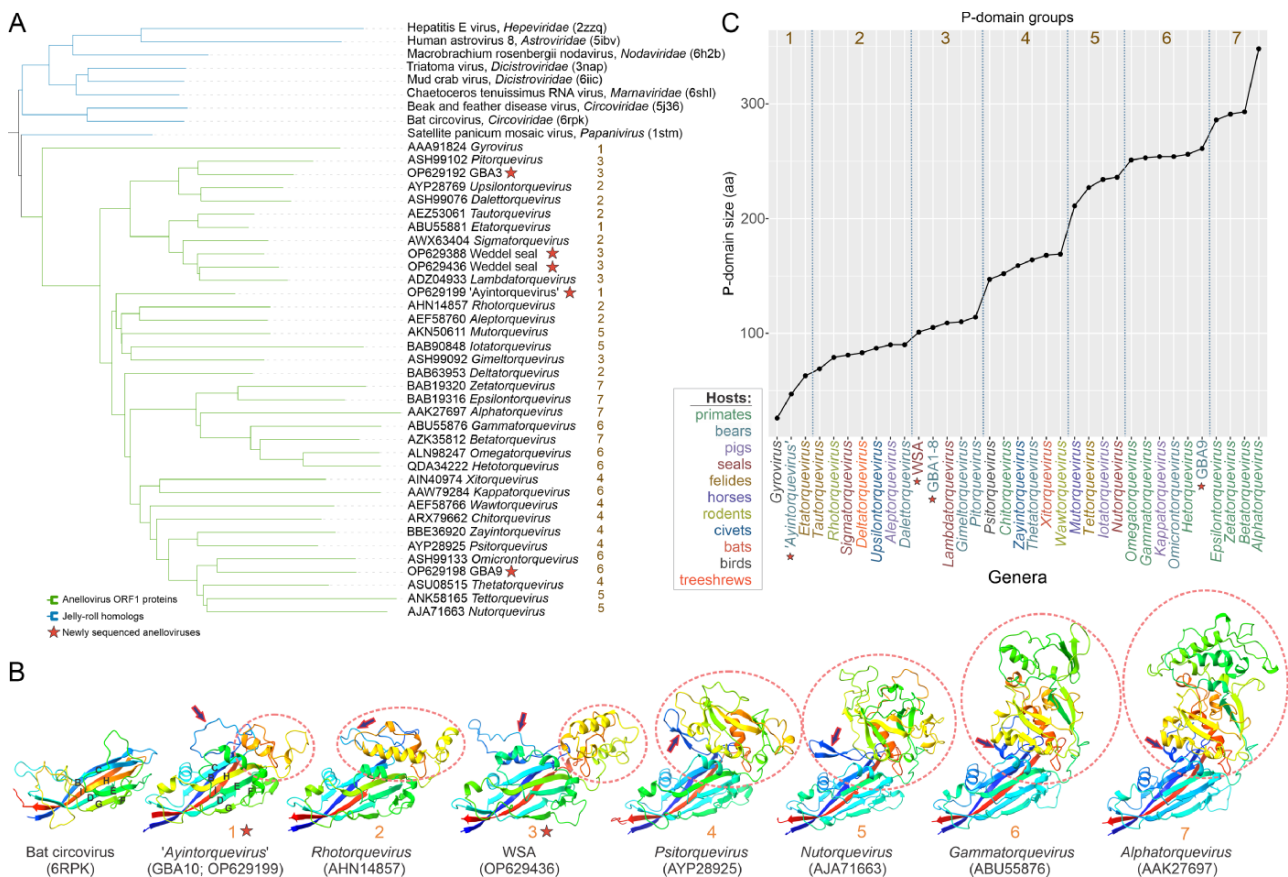 A
Hepatitis E virus, Hepeviridae (2zzq)
Human astrovirus 8, Astroviridae (5ibv)
Macrobrachium rosenbergii nodavirus, Nodaviridae (6h2b)
Triatoma virus, Dicistroviridae (3nap)
Mud crab virus, Dicistroviridae (6iic)
Chaetoceros tenuissimus RNA virus, Marnaviridae (6shl)
Beak and feather disease virus, Circoviridae (5j36)
Bat circovirus, Circoviridae (6rpk)
Satellite panicum mosaic virus, Papanivirus (1stm)
AAA91824 Gyrovirus 1
ASH99102 Pitorquevirus 3
OP629192 GBA3 3
AYP28769 Upsilontorquevirus 2
ASH99076 Dalettorquevirus 2
AEZ53061 Tautorquevirus 2
ABU55881 Etatorquevirus 1
AWX63404 Sigmatorquevirus 2
OP629388 Weddell seal 3
OP629436 Weddel seal 3
ADZ04933 Lambdatorquevirus 3
OP629199 'Ayintorquevirus' 1
AHN14857 Rhotorquevirus 2
AEF58760 Aleptorquevirus 2
AKN50611 Mutorquevirus 5
BAB90848 Iotatorquevirus 5
ASH99092 Gimeltorquevirus 3
BAB63953 Deltatorquevirus 2
BAB19320 Zetatorquevirus 7
BAB19316 Epsilontorquevirus 7
AAK27697 Alphatorquevirus 7
ABU55876 Gammatorquevirus 6
AZK35812 Betatorquevirus 7
ALN98247 Omegatorquevirus 6
QDA34222 Hetotorquevirus 6
AIN40974 Xitorquevirus 4
AAW79284 Kappatorquevirus 6
AEF58766 Wawtorquevirus 4
ARX79662 Chitorquevirus 4
BBE36920 Zayintorquevirus 4
AYP28925 Psitorquevirus 4
ASH99133 Omicrontorquevirus 6
OP629198 GBA9 6
ASU08515 Thetatorquevirus 4
ANK58165 Tettorquevirus 5
AJA71663 Nutorquevirus 5
Anellovirus ORF1 proteins
Jelly-roll homologs
Newly sequenced anelloviruses
C
P-domain groups
1 2 3 4 5 6 7
P-domain size (aa)
300
200
100
Hosts:
primates
bears
pigs
seals
felides
horses
rodents
civets
bats
birds
treeshrews
Gyrovirus
'Ayintorquevirus'
Etatorquevirus
Tautorquevirus
Rhotorquevirus
Sigmatorquevirus
Deltatorquevirus
Upsilontorquevirus
Aleptorquevirus
Dalettorquevirus
WSA
GBA1-8
Lambdatorquevirus
Gimeltorquevirus
Pitorquevirus
Psitorquevirus
Chitorquevirus
Zayintorquevirus
Thetatorquevirus
Xitorquevirus
Wawtorquevirus
Mutorquevirus
Tettorquevirus
Iotatorquevirus
Nutorquevirus
Omegatorquevirus
Gammatorquevirus
Kappatorquevirus
Omicrontorquevirus
Hetorquevirus
GBA9
Epsilontorquevirus
Zetatorquevirus
Betatorquevirus
Alphatorquevirus
Genera
B
1 2 3 4 5 6 7
Bat circovirus
(6RPK)
'Ayintorquevirus'
(GBA10; OP629199)
Rhotorquevirus
(AHN14857)
WSA
(OP629436)
Psitorquevirus
(AYP28925)
Nutorquevirus
(AJA71663)
Gammatorquevirus
(ABU55876)
Alphatorquevirus
(AAK27697)